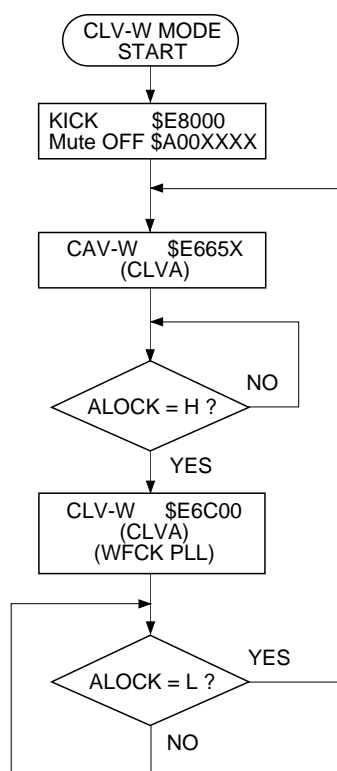 CLV-W MODE
START
KICK $E8000
Mute OFF $A00XXXX
CAV-W $E665X
(CLVA)
NO
ALOCK = H ?
YES
CLV-W $E6C00
(CLVA)
(WFCK PLL)
YES
ALOCK = L ?
NO